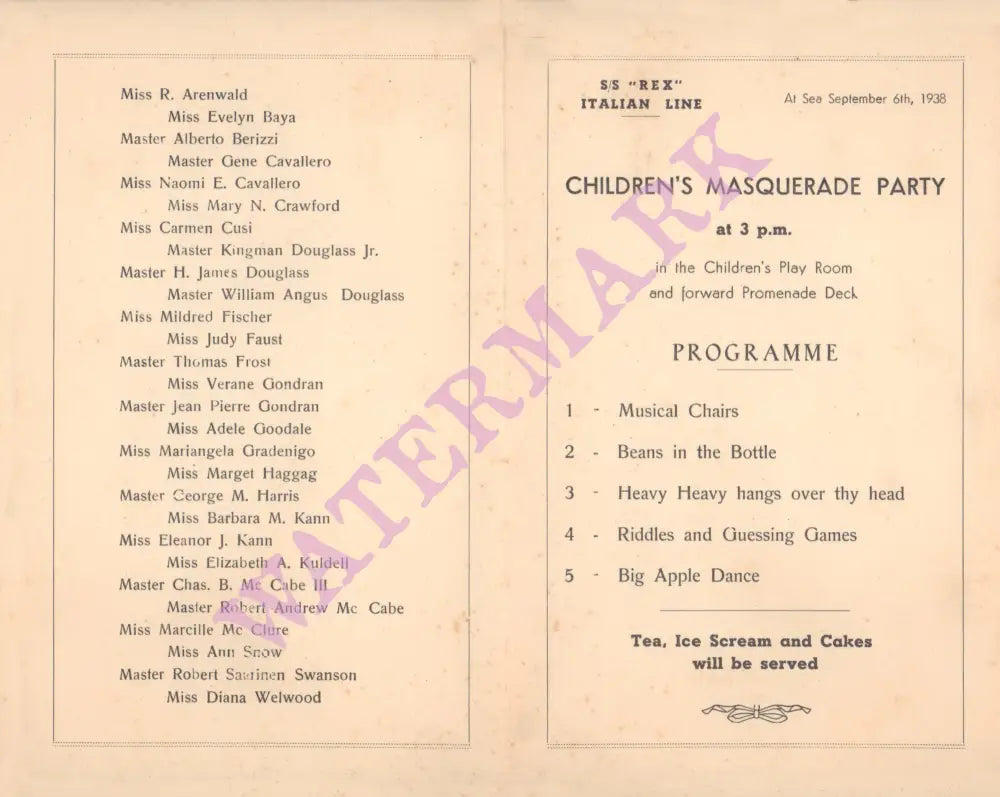 Miss R. Arenwald
Miss Evelyn Baya
Master Alberto Berizzi
Master Gene Cavallero
Miss Naomi E. Cavallero
Miss Mary N. Crawford
Miss Carmen Cusi
Master Kingman Douglass Jr.
Master H. James Douglass
Master William Angus Douglass
Miss Mildred Fischer
Miss Judy Faust
Master Thomas Frost
Miss Verane Gondran
Master Jean Pierre Gondran
Miss Adele Goodale
Miss Mariangela Gradenigo
Miss Marget Haggag
Master George M. Harris
Miss Barbara M. Kann
Miss Eleanor J. Kann
Miss Elizabeth A. Kuldell
Master Chas. B. Mc Cabe III
Master Robert Andrew Mc Cabe
Miss Marcille Mc Clure
Miss Ann Snow
Master Robert Saarinen Swanson
Miss Diana Welwood
S/S "REX"
ITALIAN LINE
At Sea September 6th, 1938
CHILDREN'S MASQUERADE PARTY
at 3 p.m.
in the Children's Play Room
and forward Promenade Deck
PROGRAMME
1 - Musical Chairs
2 - Beans in the Bottle
3 - Heavy Heavy hangs over thy head
4 - Riddles and Guessing Games
5 - Big Apple Dance
Tea, Ice Scream and Cakes
will be served
WATERMARK